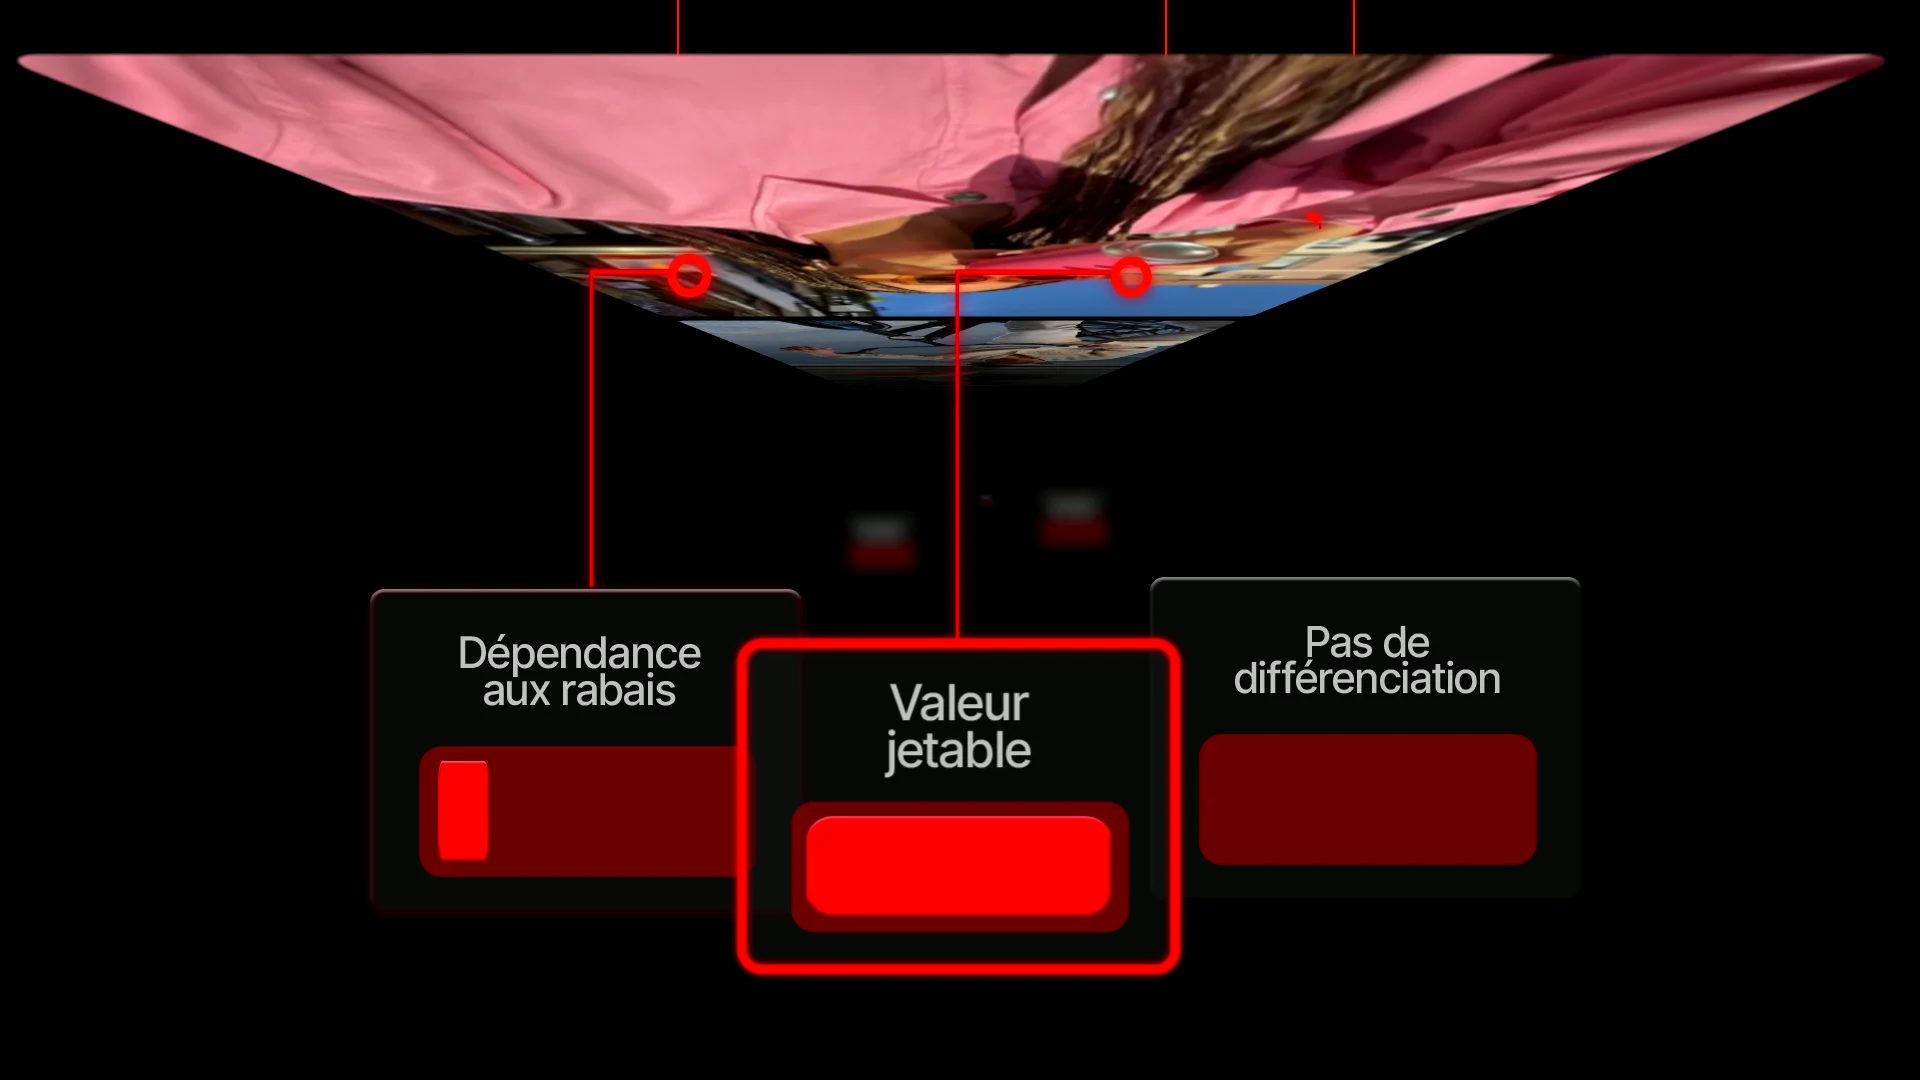 Dépendance
aux rabais
Valeur
jetable
Pas de
différenciation